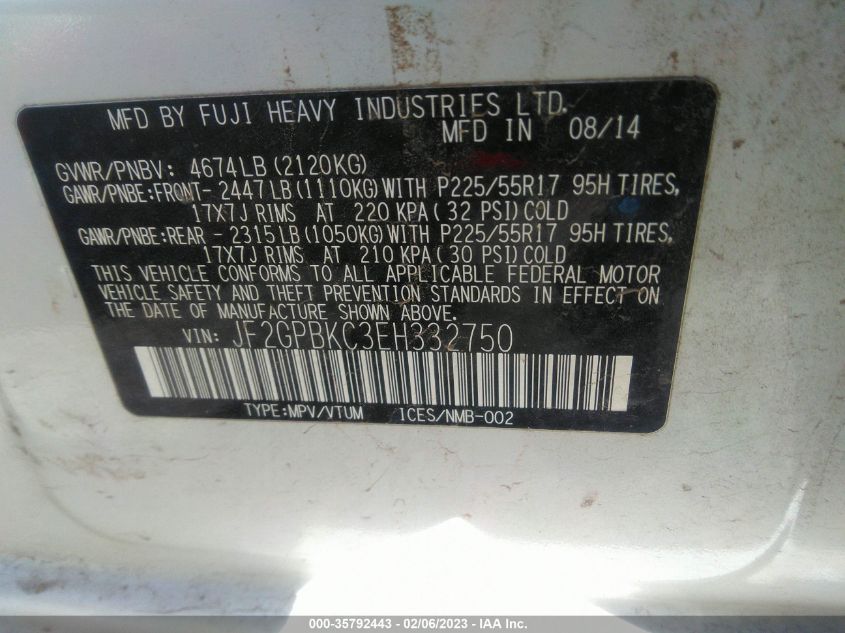 MFD BY FUJI HEAVY INDUSTRIES LTD.
MFD IN 08/14
GVWR/PNBV: 4674LB (2120KG)
GAWR/PNBE:FRONT-2447LB(1110KG)WITH P225/55R17 95H TIRES,
17X7J RIMS AT 220 KPA (32 PSI)COLD
GAWR/PNBE:REAR -2315LB(1050KG)WITH P225/55R17 95H TIRES,
17X7J RIMS AT 210 KPA (30 PSI)COLD
THIS VEHICLE CONFORMS TO ALL APPLICABLE FEDERAL MOTOR
VEHICLE SAFETY AND THEFT PREVENTION STANDARDS IN EFFECT ON
THE DATE OF MANUFACTURE SHOWN ABOVE.
VIN: JF2GPBKC3EH332750
TYPE:MPV/VTUM ICES/NMB-002
000-35792443 - 02/06/2023 - IAA Inc.